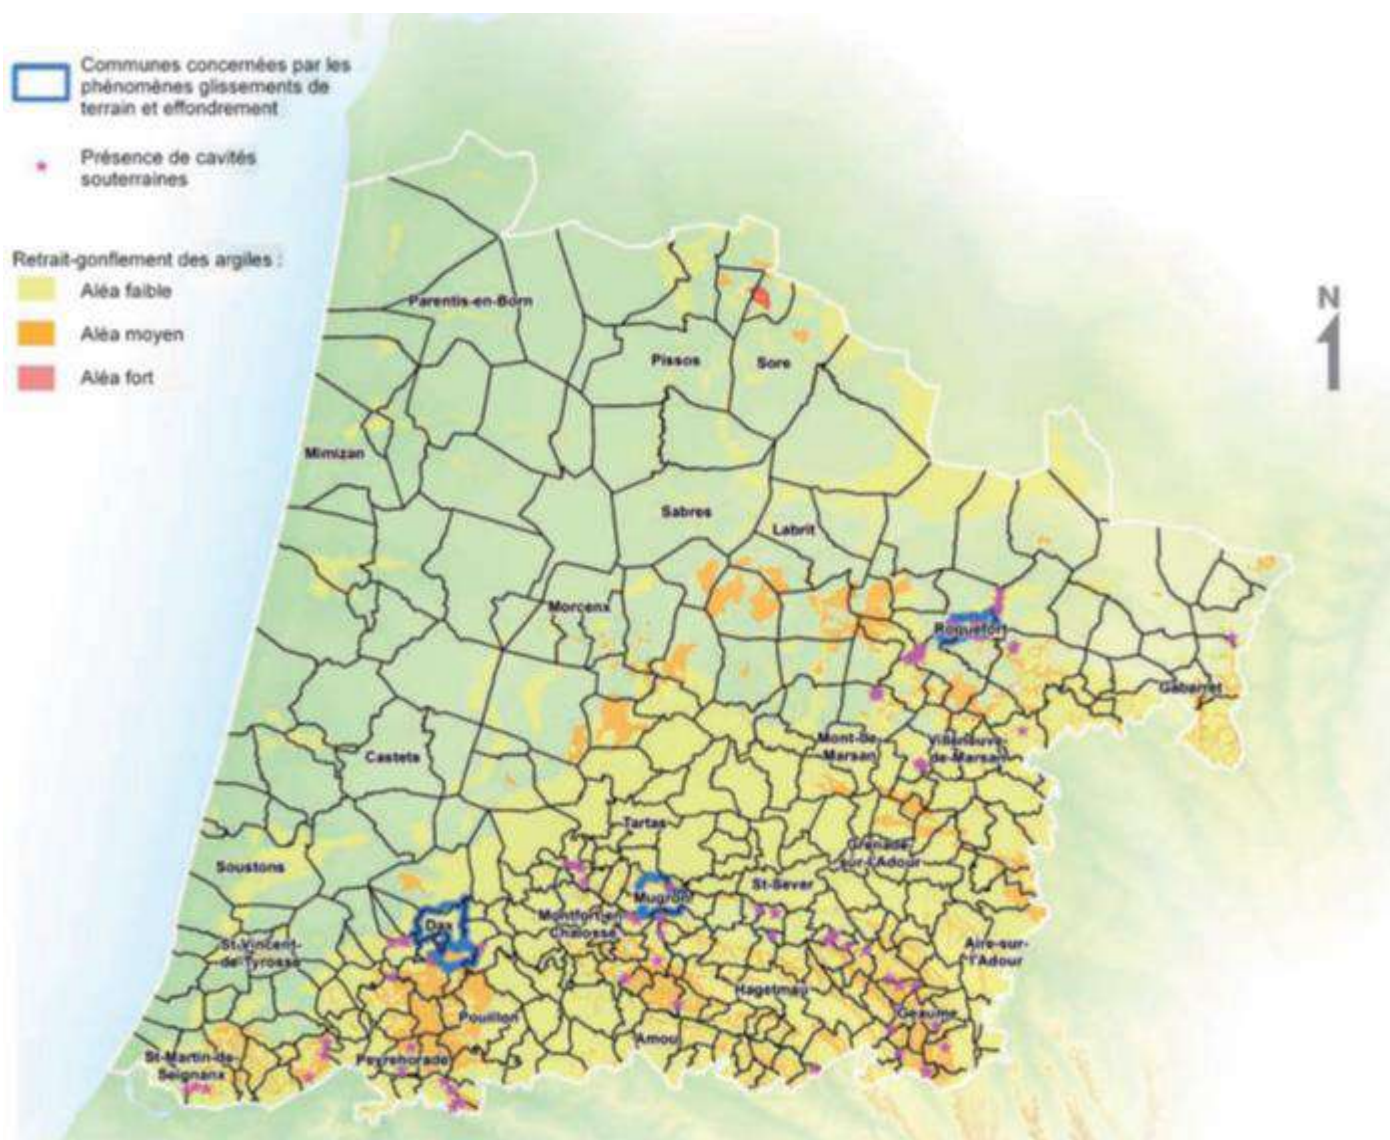 Communes concernées par les
phénomènes glissements de
terrain et effondrement
Présence de cavités
souterraines
Retrait-gonflement des argiles :
Aléa faible
Aléa moyen
Aléa fort
N
Parentis-en-Born
Pissos
Sore
Mimizan
Sabres
Labrit
Morcenx
Roquefort
Gabarret
Castets
Mont-de-
Marsan
Villeneuve-
de-Marsan
Tartas
Soustons
Grenade-
sur-l'Adour
St-Sever
Mugron
Dax
Montfort-en-
Chalosse
St-Vincent-
de-Tyrosse
Aire-sur-
l'Adour
Hagetmau
Pouillon
Geaune
Amou
St-Martin-de-
Seignanx
Peyrehorade